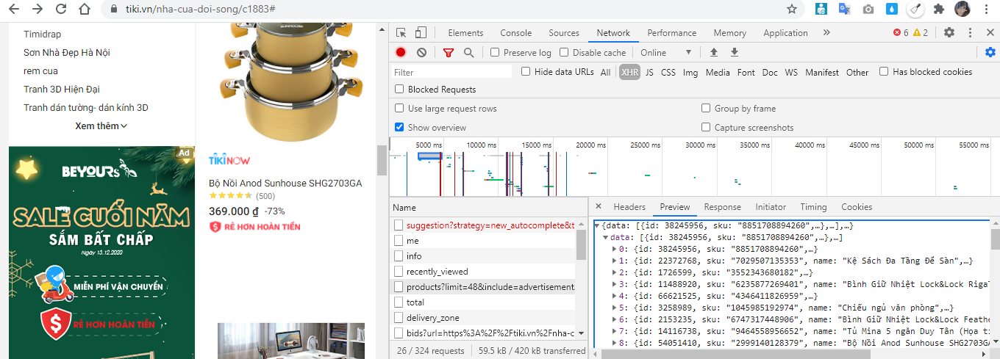 tiki.vn/nha-cua-doi-song/c1883#
Timidrap
Sơn Nhà Đẹp Hà Nội
rem cua
Tranh 3D Hiện Đại
Tranh dán tường- dán kính 3D
Xem thêm
Ad
BEYOURs
SALE CUỐI NĂM
SẮM BẤT CHẤP
Ngày 13.12.2020
MIỄN PHÍ VẬN CHUYỂN
RẺ HƠN HOÀN TIỀN
SUNHOUSE
TIKINOW
Bộ Nồi Anod Sunhouse SHG2703GA
(500)
369.000 ₫ -73%
RẺ HƠN HOÀN TIỀN
Elements Console Sources Network Performance Memory Application » 6 2
Preserve log Disable cache Online
Filter Hide data URLs All XHR JS CSS Img Media Font Doc WS Manifest Other Has blocked cookies
Blocked Requests
Use large request rows Group by frame
Show overview Capture screenshots
5000 ms 10000 ms 15000 ms 20000 ms 25000 ms 30000 ms 35000 ms 40000 ms 45000 ms 50000 ms 55000 ms
Name
suggestion?strategy=new_autocomplete&t
me
info
recently_viewed
products?limit=48&include=advertisement
total
delivery_zone
bids?url=https%3A%2F%2Ftiki.vn%2Fnha-c
26 / 324 requests 59.5 kB / 420 kB transferred
Headers Preview Response Initiator Timing Cookies
{data: [{id: 38245956, sku: "8851708894260",…},…],…}
data: [{id: 38245956, sku: "8851708894260",…},…]
0: {id: 38245956, sku: "8851708894260",…}
1: {id: 22372768, sku: "7029507135353", name: "Kệ Sách Đa Tầng Để Sàn",…}
2: {id: 1726599, sku: "3552343680182",…}
3: {id: 11488920, sku: "6235877269401", name: "Bình Giữ Nhiệt Lock&Lock Riga
4: {id: 66621525, sku: "4346411826959",…}
5: {id: 3258989, sku: "1045985192974", name: "Chiếu ngủ văn phòng",…}
6: {id: 2153235, sku: "6747317448906", name: "Bình Giữ Nhiệt Lock&Lock Feathe
7: {id: 14116738, sku: "9464558956652", name: "Tủ Mina 5 ngăn Duy Tân (Họa ti
8: {id: 54051410, sku: "2999140128379", name: "Bộ Nồi Anod Sunhouse SHG2703GA